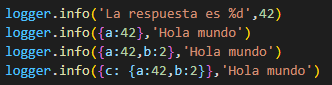 logger.info('La respuesta es %d',42)
logger.info({a:42},'Hola mundo')
logger.info({a:42,b:2},'Hola mundo')
logger.info({c: {a:42,b:2}},'Hola mundo')